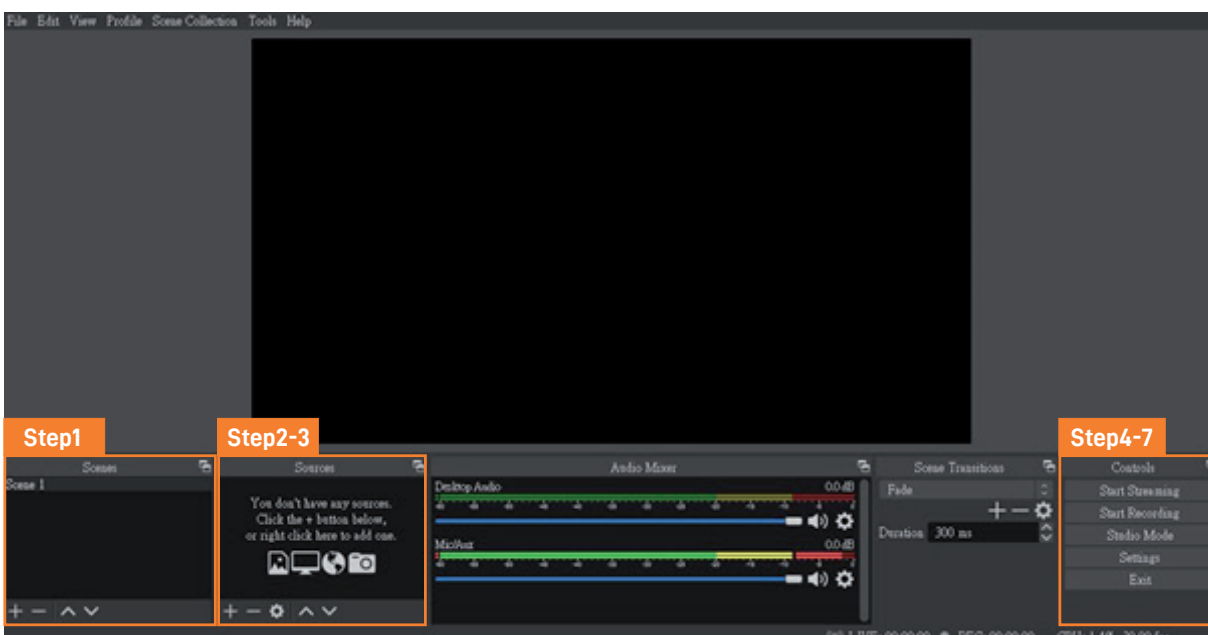 File Edit View Profile Scene Collection Tools Help
Step1
Step2-3
Step4-7
Scenes
Sources
Audio Mixer
Scene Transitions
Controls
Scene 1
You don't have any sources.
Click the + button below,
or right click here to add one.
Desktop Audio 0.0 dB
Mic/Aux 0.0 dB
Fade
Duration 300 ms
Start Streaming
Start Recording
Studio Mode
Settings
Exit